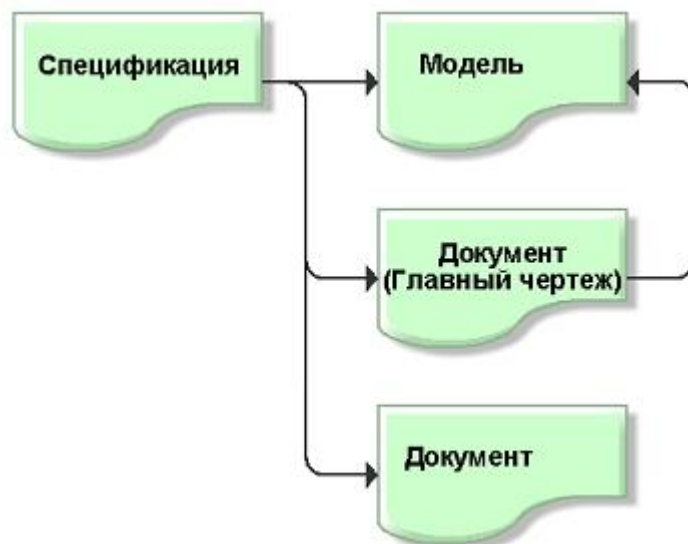 Спецификация
Модель
Документ
(Главный чертеж)
Документ